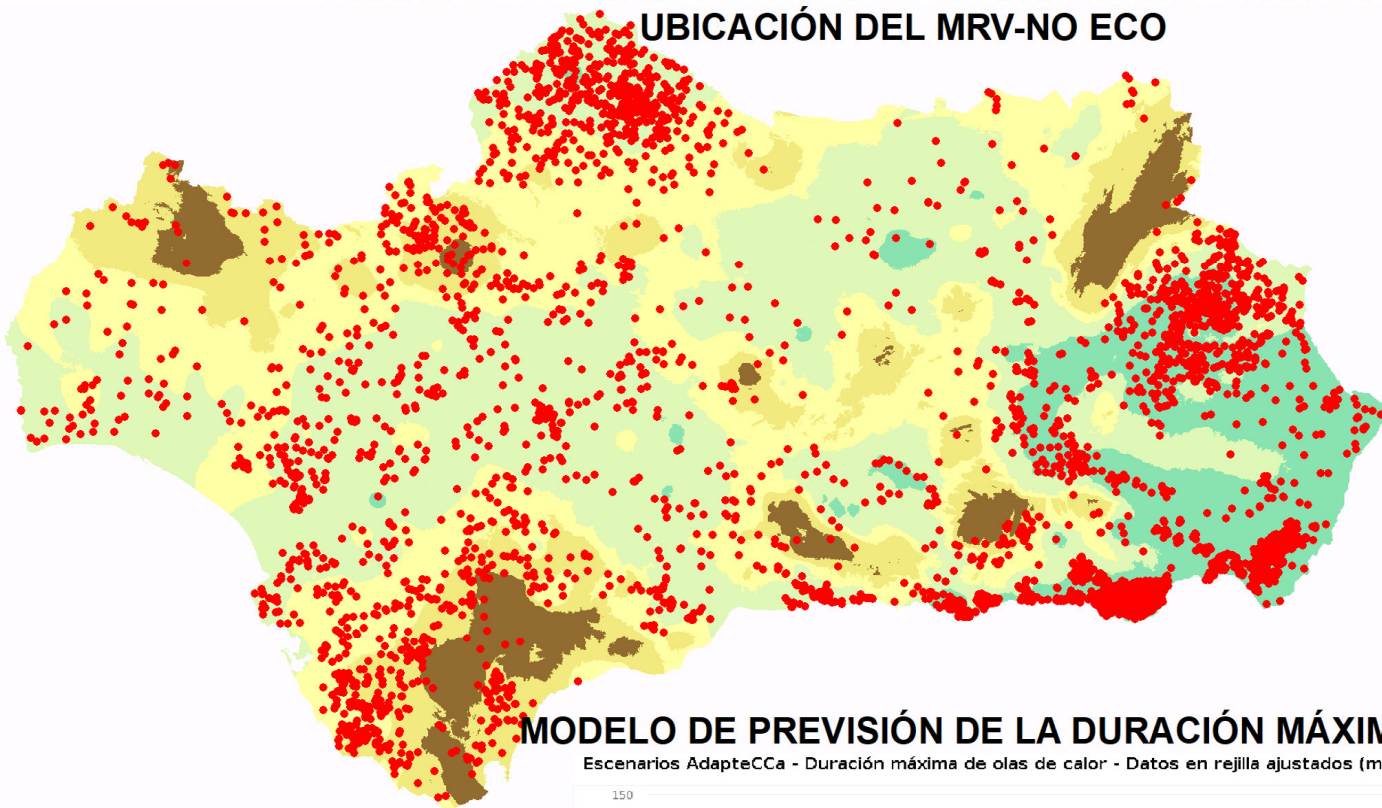 UBICACIÓN DEL MRV-NO ECO
MODELO DE PREVISIÓN DE LA DURACIÓN MÁXIM
Escenarios AdapteCCa - Duración máxima de olas de calor - Datos en rejilla ajustados (m
150